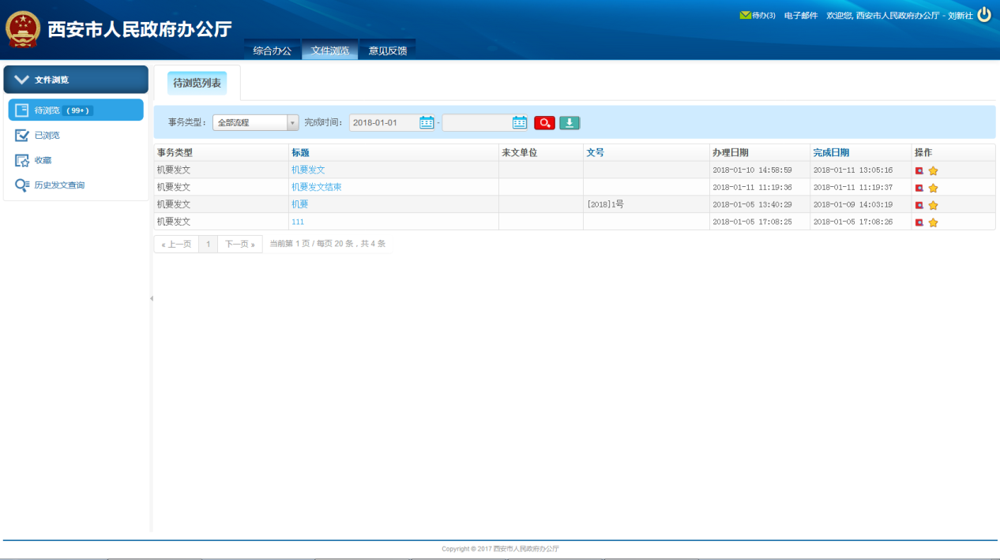 西安市人民政府办公厅
待办(3) 电子邮件 欢迎您, 西安市人民政府办公厅 - 刘新社
综合办公 文件浏览 意见反馈
文件浏览
待浏览 (99+)
已浏览
收藏
历史发文查询
待浏览列表
事务类型： 全部流程 完成时间： 2018-01-01 -
事务类型 标题 来文单位 文号 办理日期 完成日期 操作
机要发文 机要发文 2018-01-10 14:58:59 2018-01-11 13:05:16
机要发文 机要发文结束 2018-01-11 11:19:36 2018-01-11 11:19:37
机要发文 机要 [2018]1号 2018-01-05 13:40:29 2018-01-09 14:03:19
机要发文 111 2018-01-05 17:08:25 2018-01-05 17:08:26
« 上一页 1 下一页 » 当前第 1 页 / 每页 20 条，共 4 条
Copyright © 2017 西安市人民政府办公厅